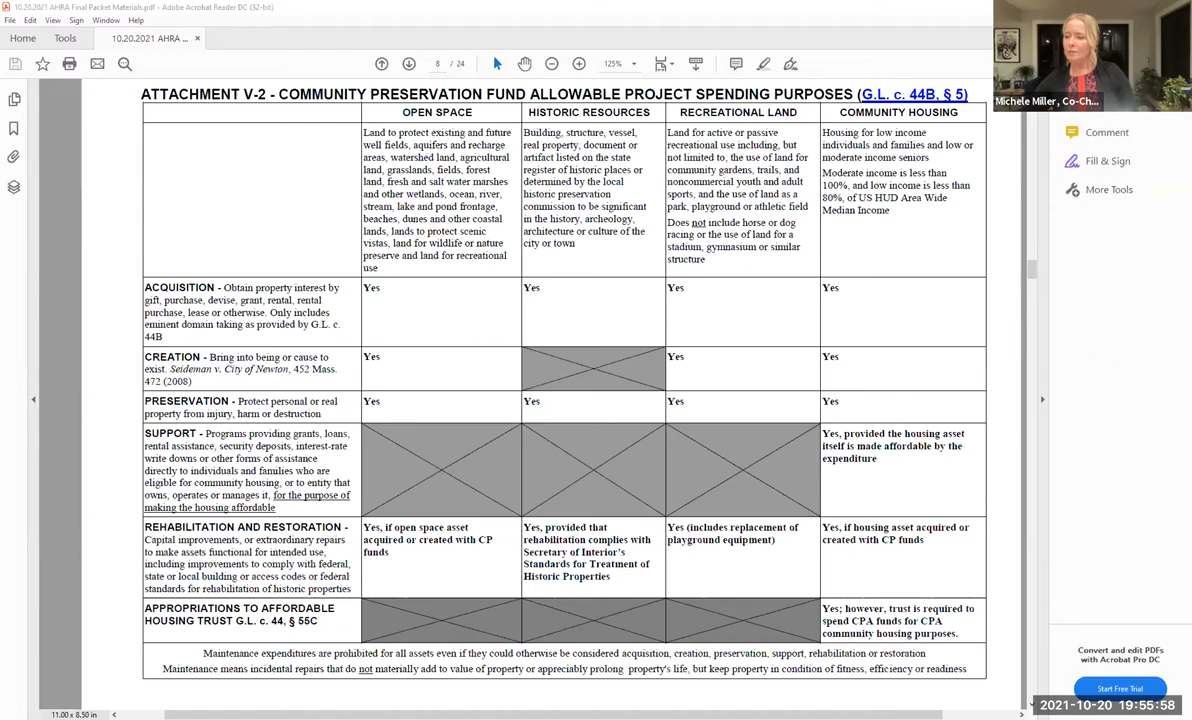 10.20.2021 AHRA Final Packet Materials.pdf - Adobe Acrobat Reader DC (32-bit)
File Edit View Sign Window Help
Home Tools 10.20.2021 AHRA ... ×
8 / 24 125%
Michele Miller, Co-Ch...
Comment
Fill & Sign
More Tools
ATTACHMENT V-2 - COMMUNITY PRESERVATION FUND ALLOWABLE PROJECT SPENDING PURPOSES (G.L. c. 44B, § 5)
OPEN SPACE HISTORIC RESOURCES RECREATIONAL LAND COMMUNITY HOUSING
Land to protect existing and future
well fields, aquifers and recharge
areas, watershed land, agricultural
land, grasslands, fields, forest
land, fresh and salt water marshes
and other wetlands, ocean, river,
stream, lake and pond frontage,
beaches, dunes and other coastal
lands, lands to protect scenic
vistas, land for wildlife or nature
preserve and land for recreational
use
Building, structure, vessel,
real property, document or
artifact listed on the state
register of historic places or
determined by the local
historic preservation
commission to be significant
in the history, archeology,
architecture or culture of the
city or town
Land for active or passive
recreational use including, but
not limited to, the use of land for
community gardens, trails, and
noncommercial youth and adult
sports, and the use of land as a
park, playground or athletic field
Does not include horse or dog
racing or the use of land for a
stadium, gymnasium or similar
structure
Housing for low income
individuals and families and low or
moderate income seniors
Moderate income is less than
100%, and low income is less than
80%, of US HUD Area Wide
Median Income
ACQUISITION - Obtain property interest by
gift, purchase, devise, grant, rental, rental
purchase, lease or otherwise. Only includes
eminent domain taking as provided by G.L. c.
44B
Yes Yes Yes Yes
CREATION - Bring into being or cause to
exist. Seideman v. City of Newton, 452 Mass.
472 (2008)
Yes Yes Yes
PRESERVATION - Protect personal or real
property from injury, harm or destruction
Yes Yes Yes Yes
SUPPORT - Programs providing grants, loans,
rental assistance, security deposits, interest-rate
write downs or other forms of assistance
directly to individuals and families who are
eligible for community housing, or to entity that
owns, operates or manages it, for the purpose of
making the housing affordable
Yes, provided the housing asset
itself is made affordable by the
expenditure
REHABILITATION AND RESTORATION -
Capital improvements, or extraordinary repairs
to make assets functional for intended use,
including improvements to comply with federal,
state or local building or access codes or federal
standards for rehabilitation of historic properties
Yes, if open space asset
acquired or created with CP
funds
Yes, provided that
rehabilitation complies with
Secretary of Interior's
Standards for Treatment of
Historic Properties
Yes (includes replacement of
playground equipment)
Yes, if housing asset acquired or
created with CP funds
APPROPRIATIONS TO AFFORDABLE
HOUSING TRUST G.L. c. 44, § 55C
Yes; however, trust is required to
spend CPA funds for CPA
community housing purposes.
Maintenance expenditures are prohibited for all assets even if they could otherwise be considered acquisition, creation, preservation, support, rehabilitation or restoration
Maintenance means incidental repairs that do not materially add to value of property or appreciably prolong property's life, but keep property in condition of fitness, efficiency or readiness
Convert and edit PDFs
with Acrobat Pro DC
Start Free Trial
11.00 x 8.50 in
2021-10-20 19:55:58